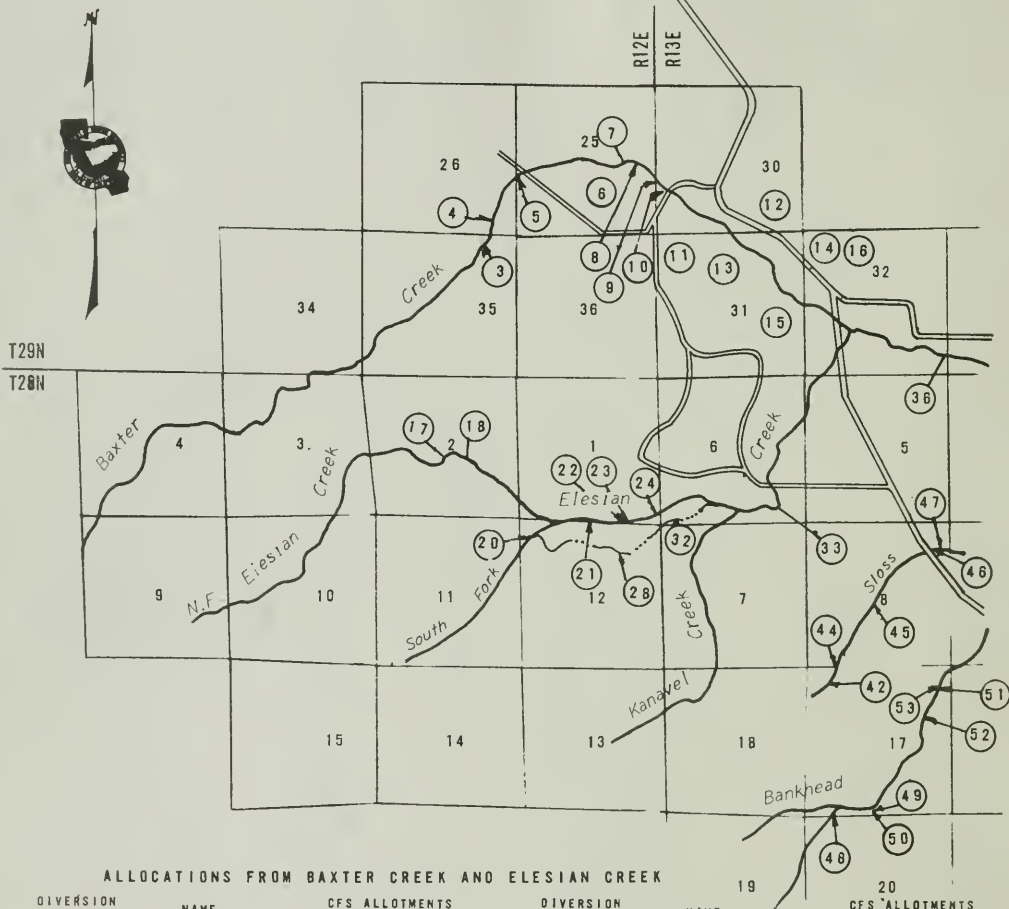 N
R12E R13E
7
25
26
30
6
12
4
5
14 16
8 10 11 13 32
3 9
Creek
34 35 36 31 15
T29N
T28N
36
Baxter
4 3. 17 2 18 1 6 Creek 5
Creek
22 23 24
Elesian
47
20 21 32 33 46
28
Sloss
Elesian
N.F.
9 10 11 Fork 12 7 8 45
South Creek 44
42
Kanavel
53 51
52
15 14 13 18 17
Bankhead
49
50
48
19 20
ALLOCATIONS FROM BAXTER CREEK AND ELESIAN CREEK
DIVERSION NAME CFS ALLOTMENTS DIVERSION CFS ALLOTMENTS